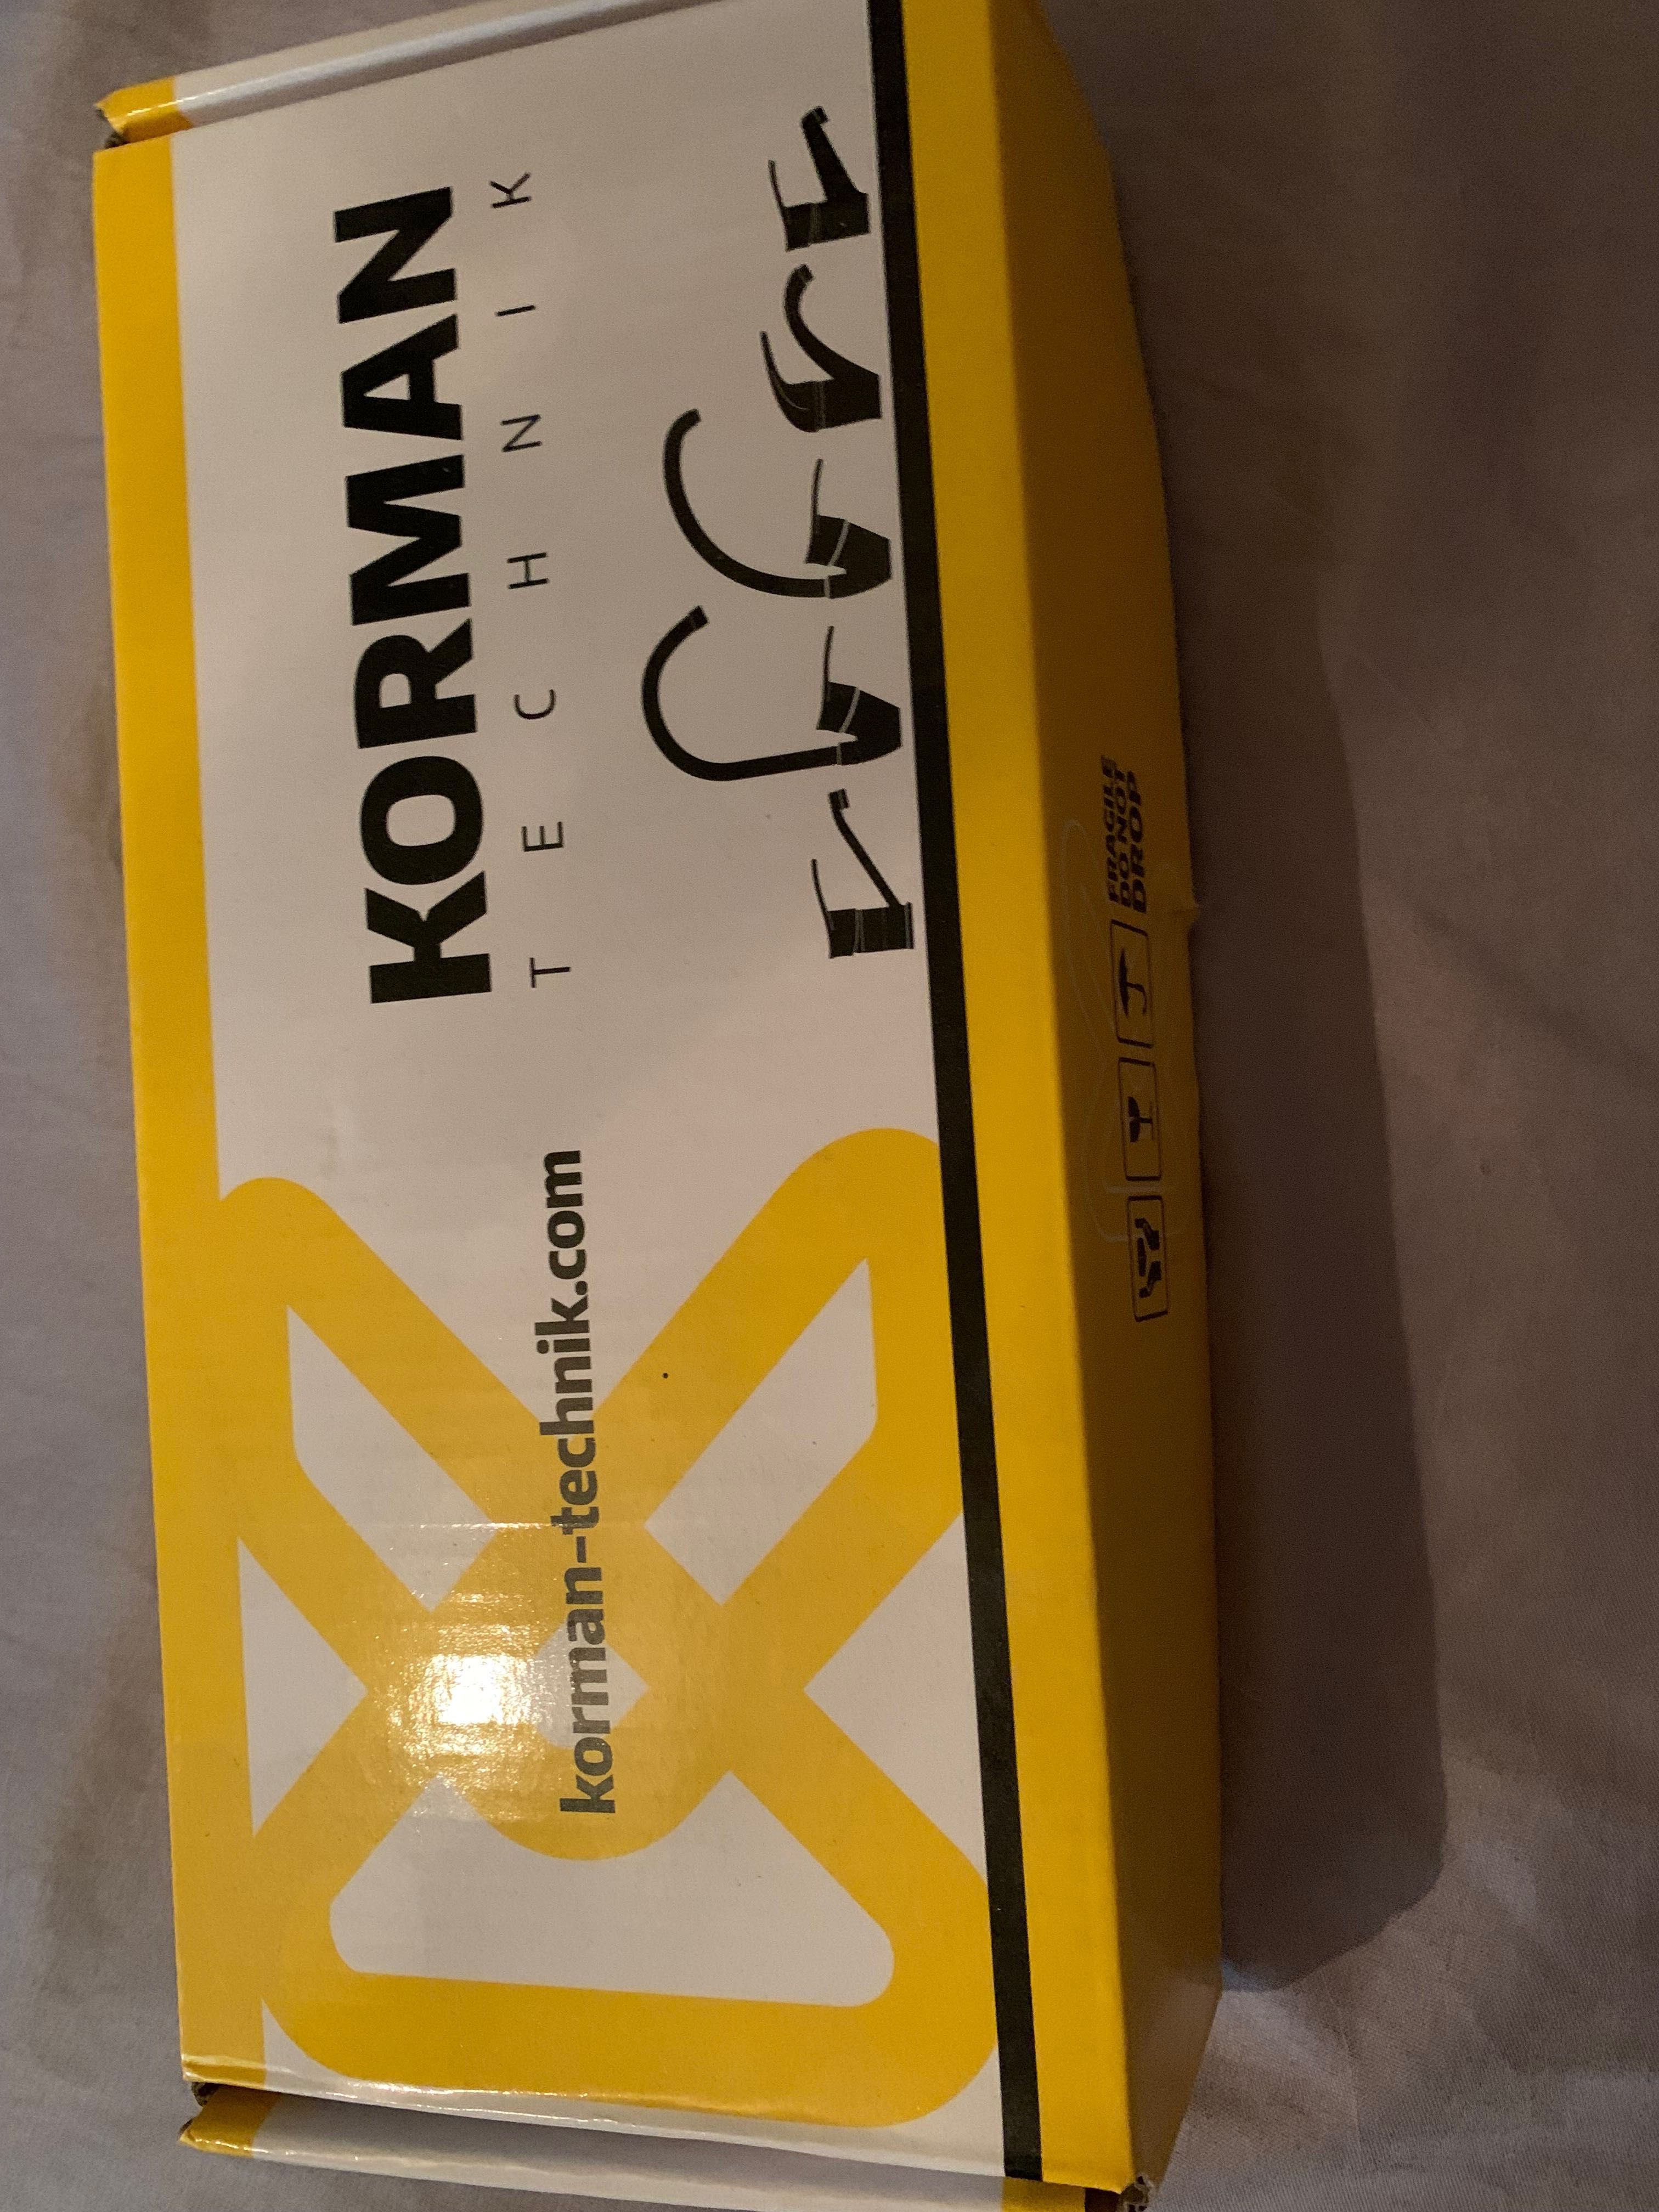 KORMAN
TECHNIK
korman-technik.com
FRAGILE
DO NOT
DROP